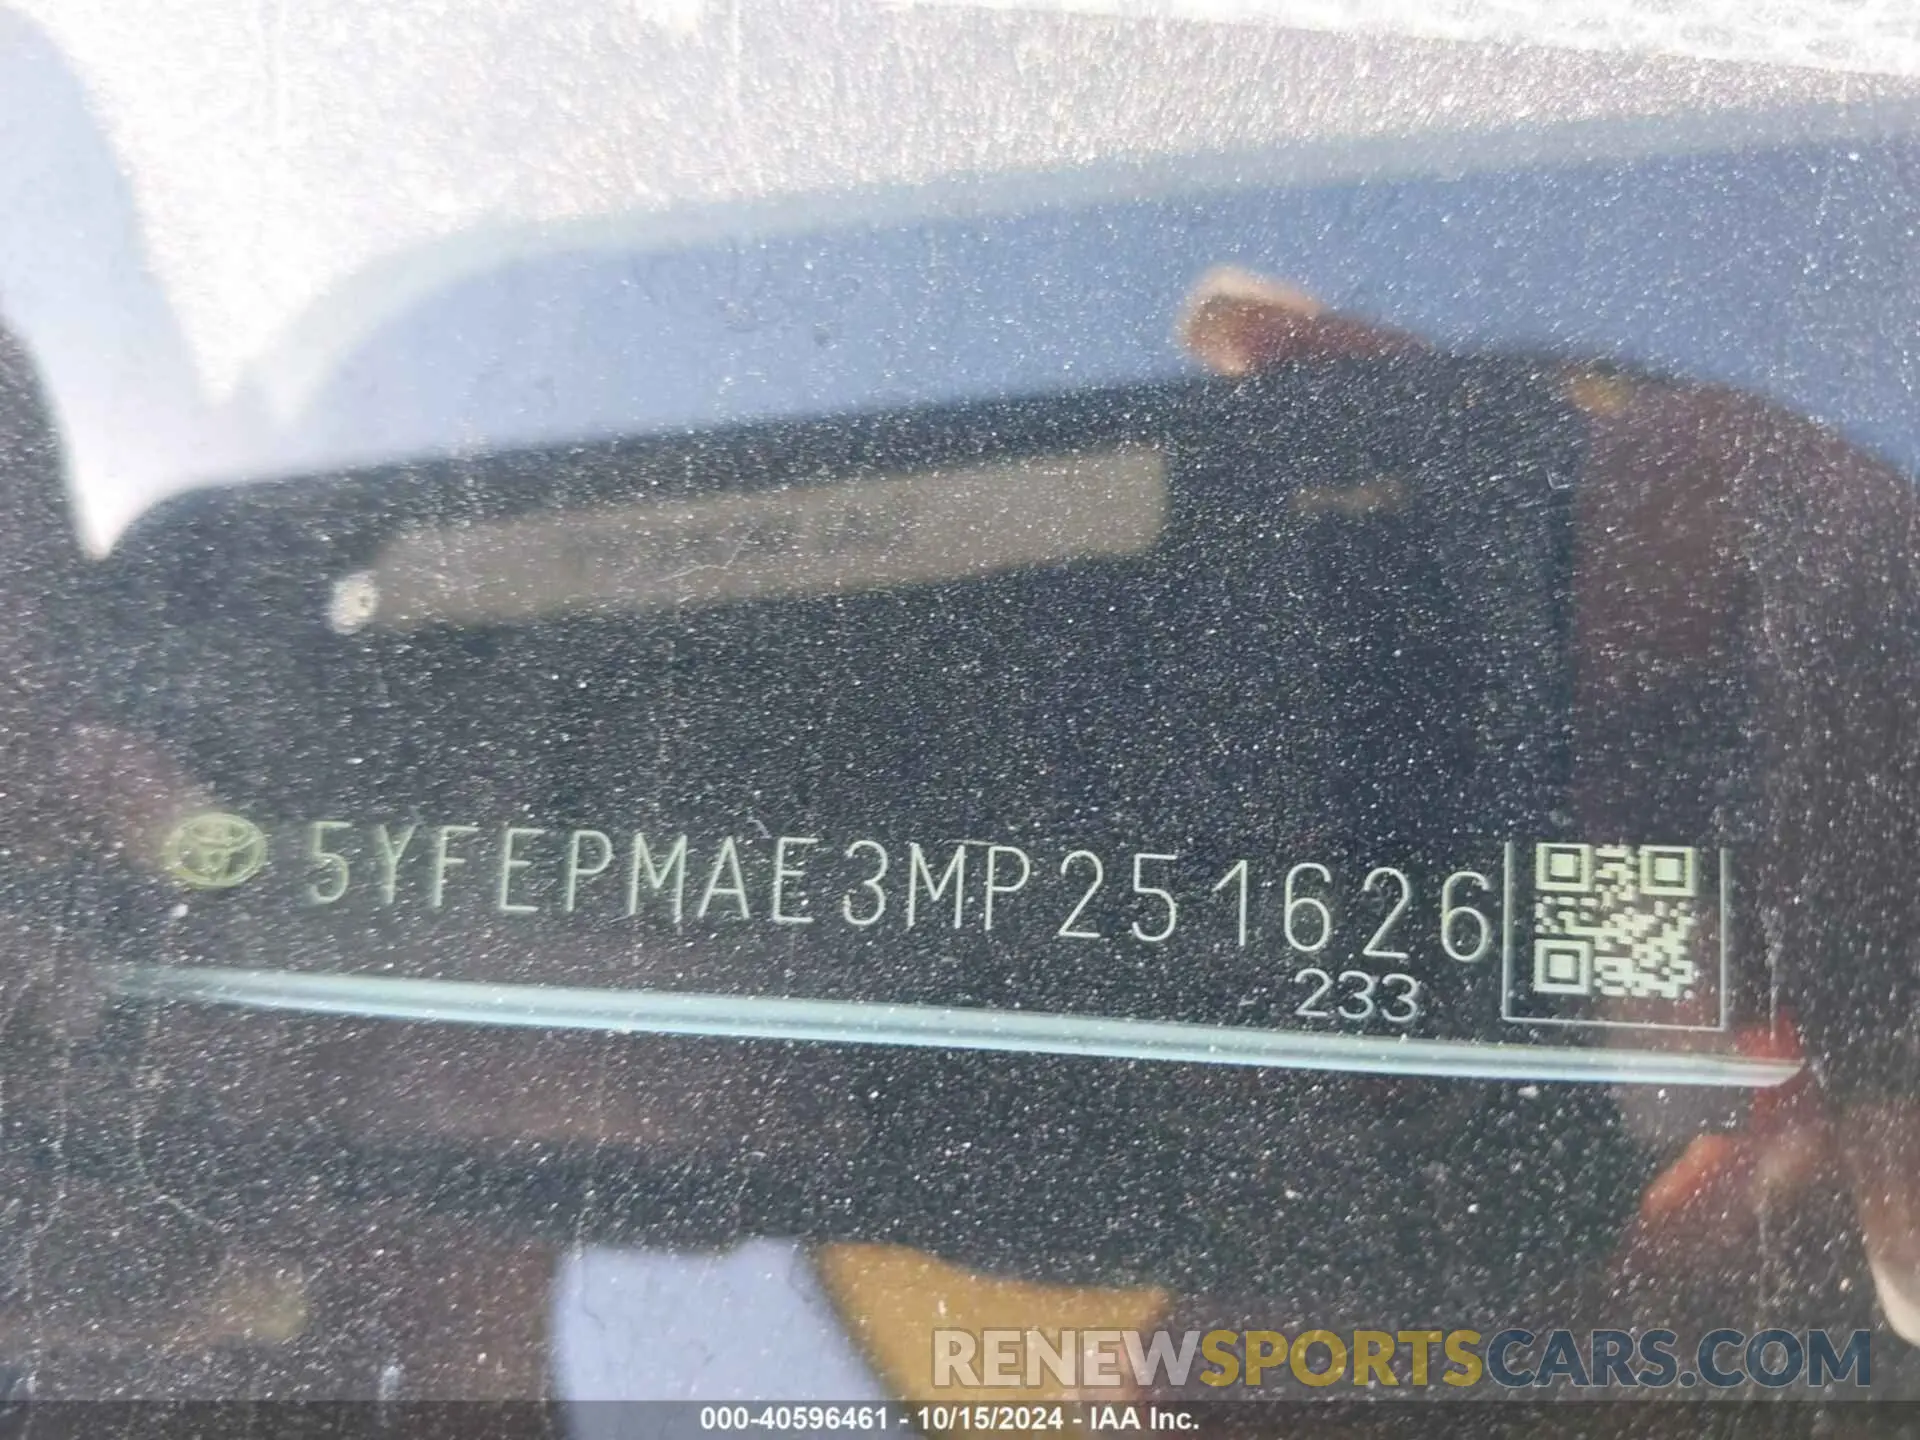 5YFEPMAE3MP251626
233
RENEWSPORTSCARS.COM
000-40596461 - 10/15/2024 - IAA Inc.